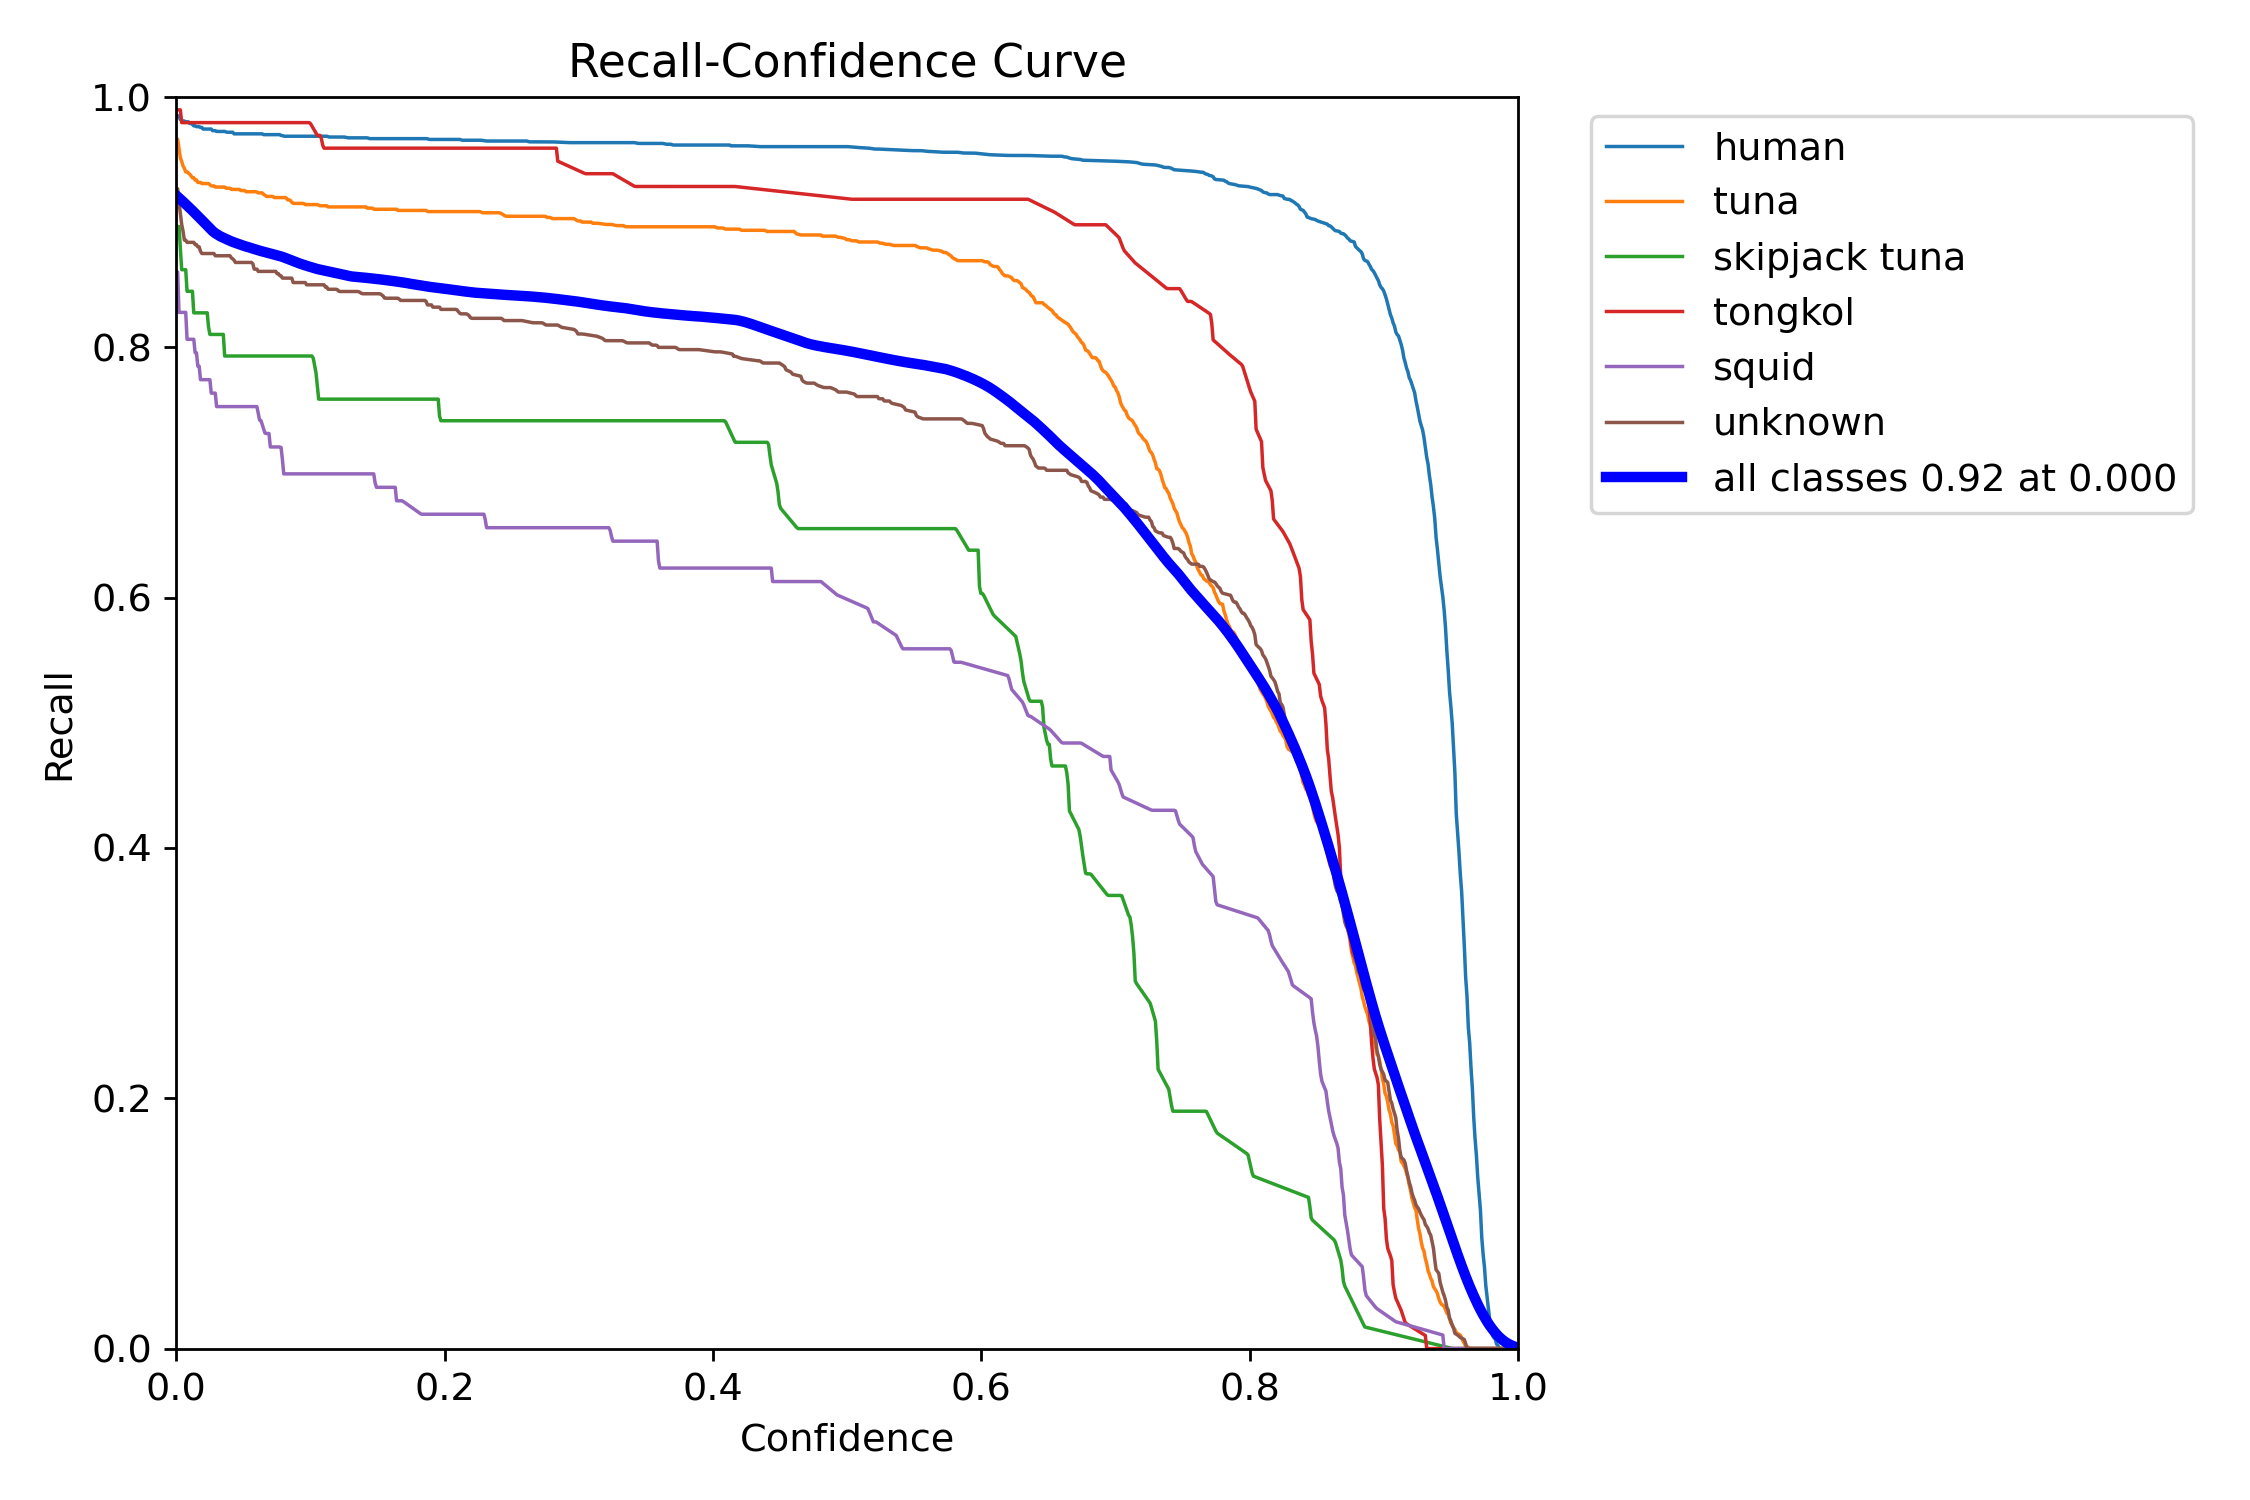 Recall-Confidence Curve
1.0
0.8
0.6
0.4
0.2
0.0
Recall
0.0 0.2 0.4 0.6 0.8 1.0
Confidence
human
tuna
skipjack tuna
tongkol
squid
unknown
all classes 0.92 at 0.000